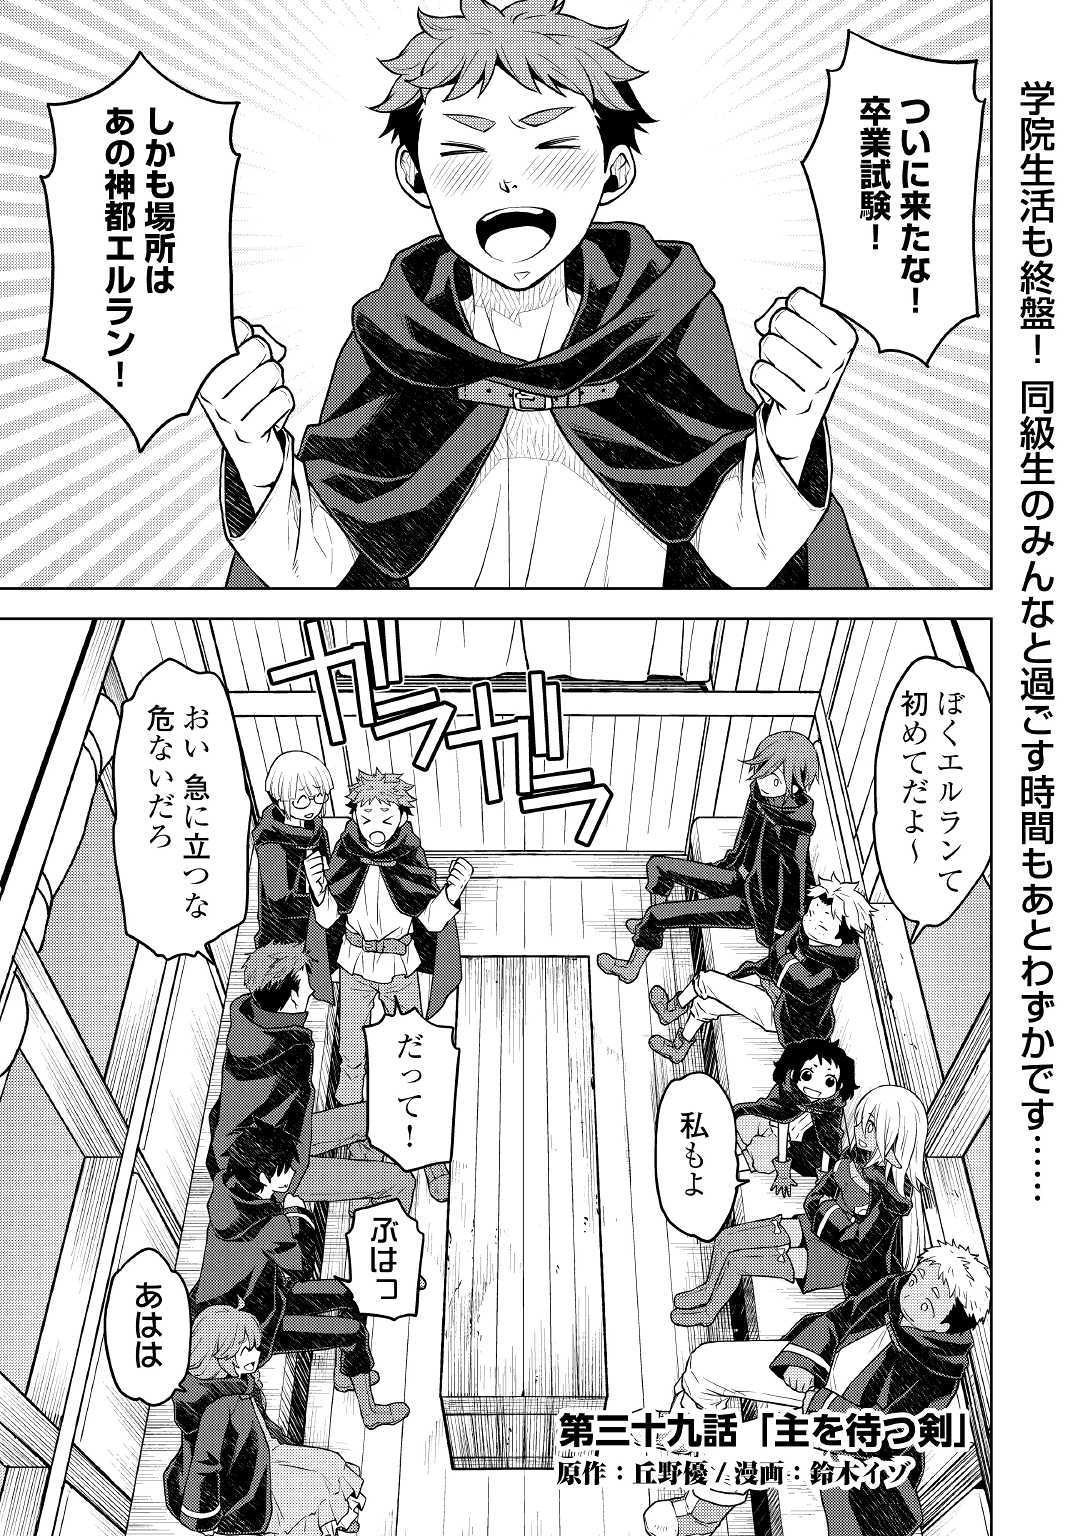 学院生活も終盤！ 同級生のみんなと過ごす時間もあとわずかです……
ついに来たな！
卒業試験！
しかも場所は
あの神都エルラン！
ガラガラ
ぼくエルランて
初めてだよ～
おい 急に立つな
危ないだろ
だって！
私もよ
ぶはっ
あはは
第三十九話「主を待つ剣」
原作：丘野優／漫画：鈴木イゾ